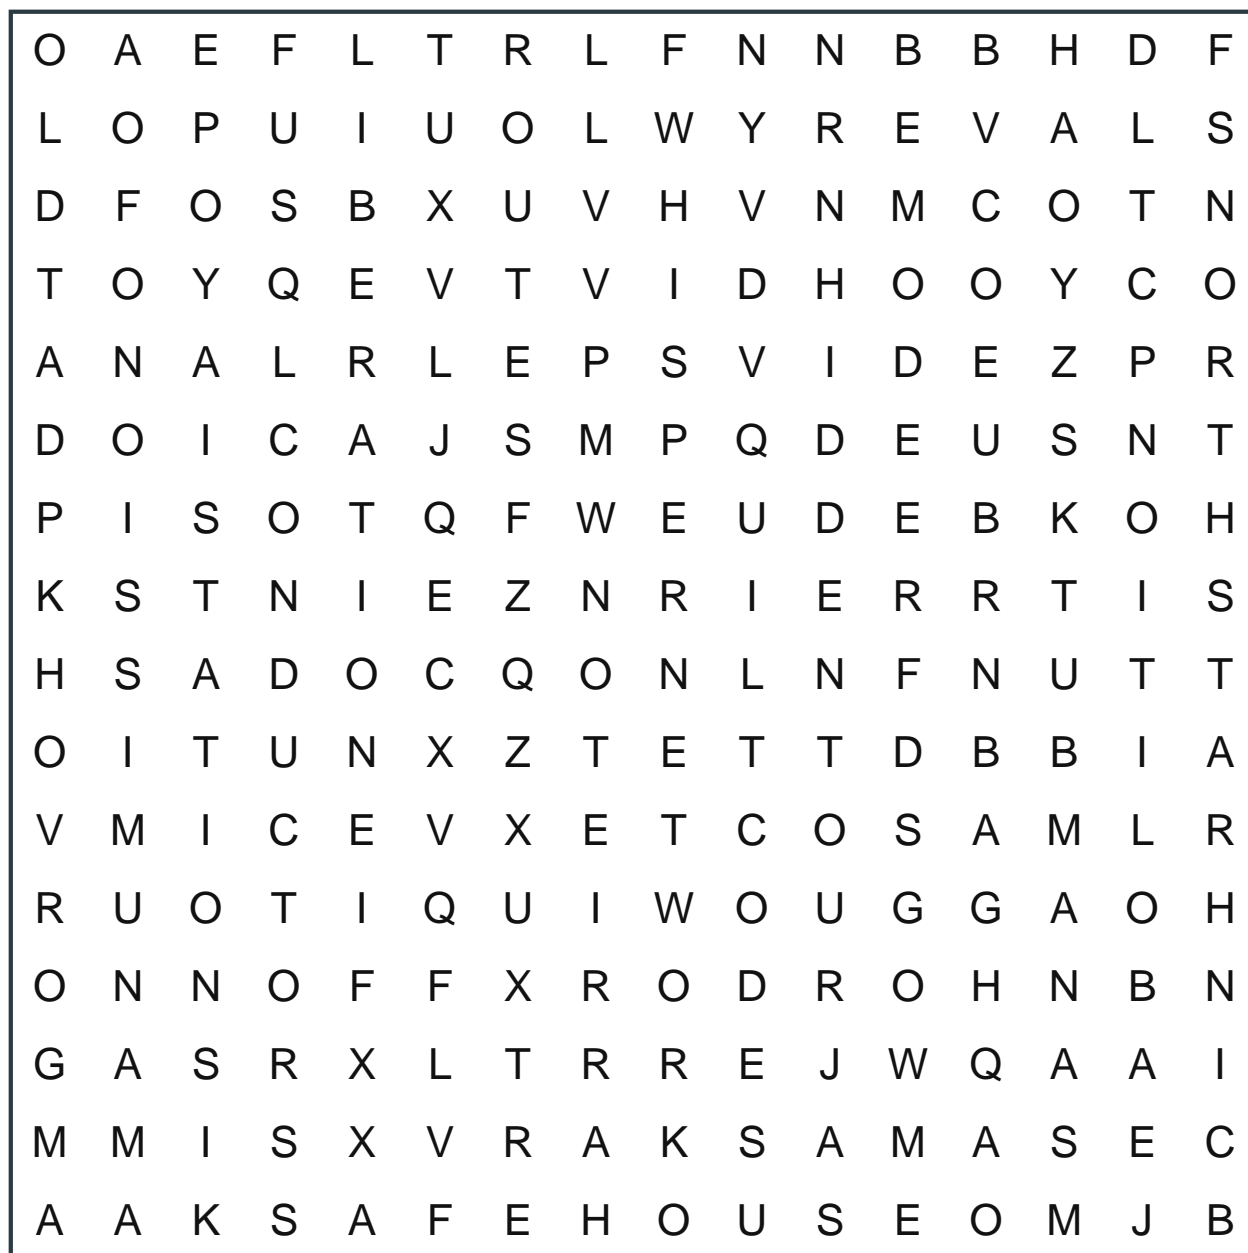 O A E F L T R L F N N B B H D F
L O P U I U O L W Y R E V A L S
D F O S B X U V H V N M C O T N
T O Y Q E V T V I D H O O Y C O
A N A L R L E P S V I D E Z P R
D O I C A J S M P Q D E U S N T
P I S O T Q F W E U D E B K O H
K S T N I E Z N R I E R R T I S
H S A D O C Q O N L N F N U T T
O I T U N X Z T E T T D B B I A
V M I C E V X E T C O S A M L R
R U O T I Q U I W O U G G A O H
O N N O F F X R O D R O H N B N
G A S R X L T R R E J W Q A A I
M M I S X V R A K S A M A S E C
A A K S A F E H O U S E O M J B